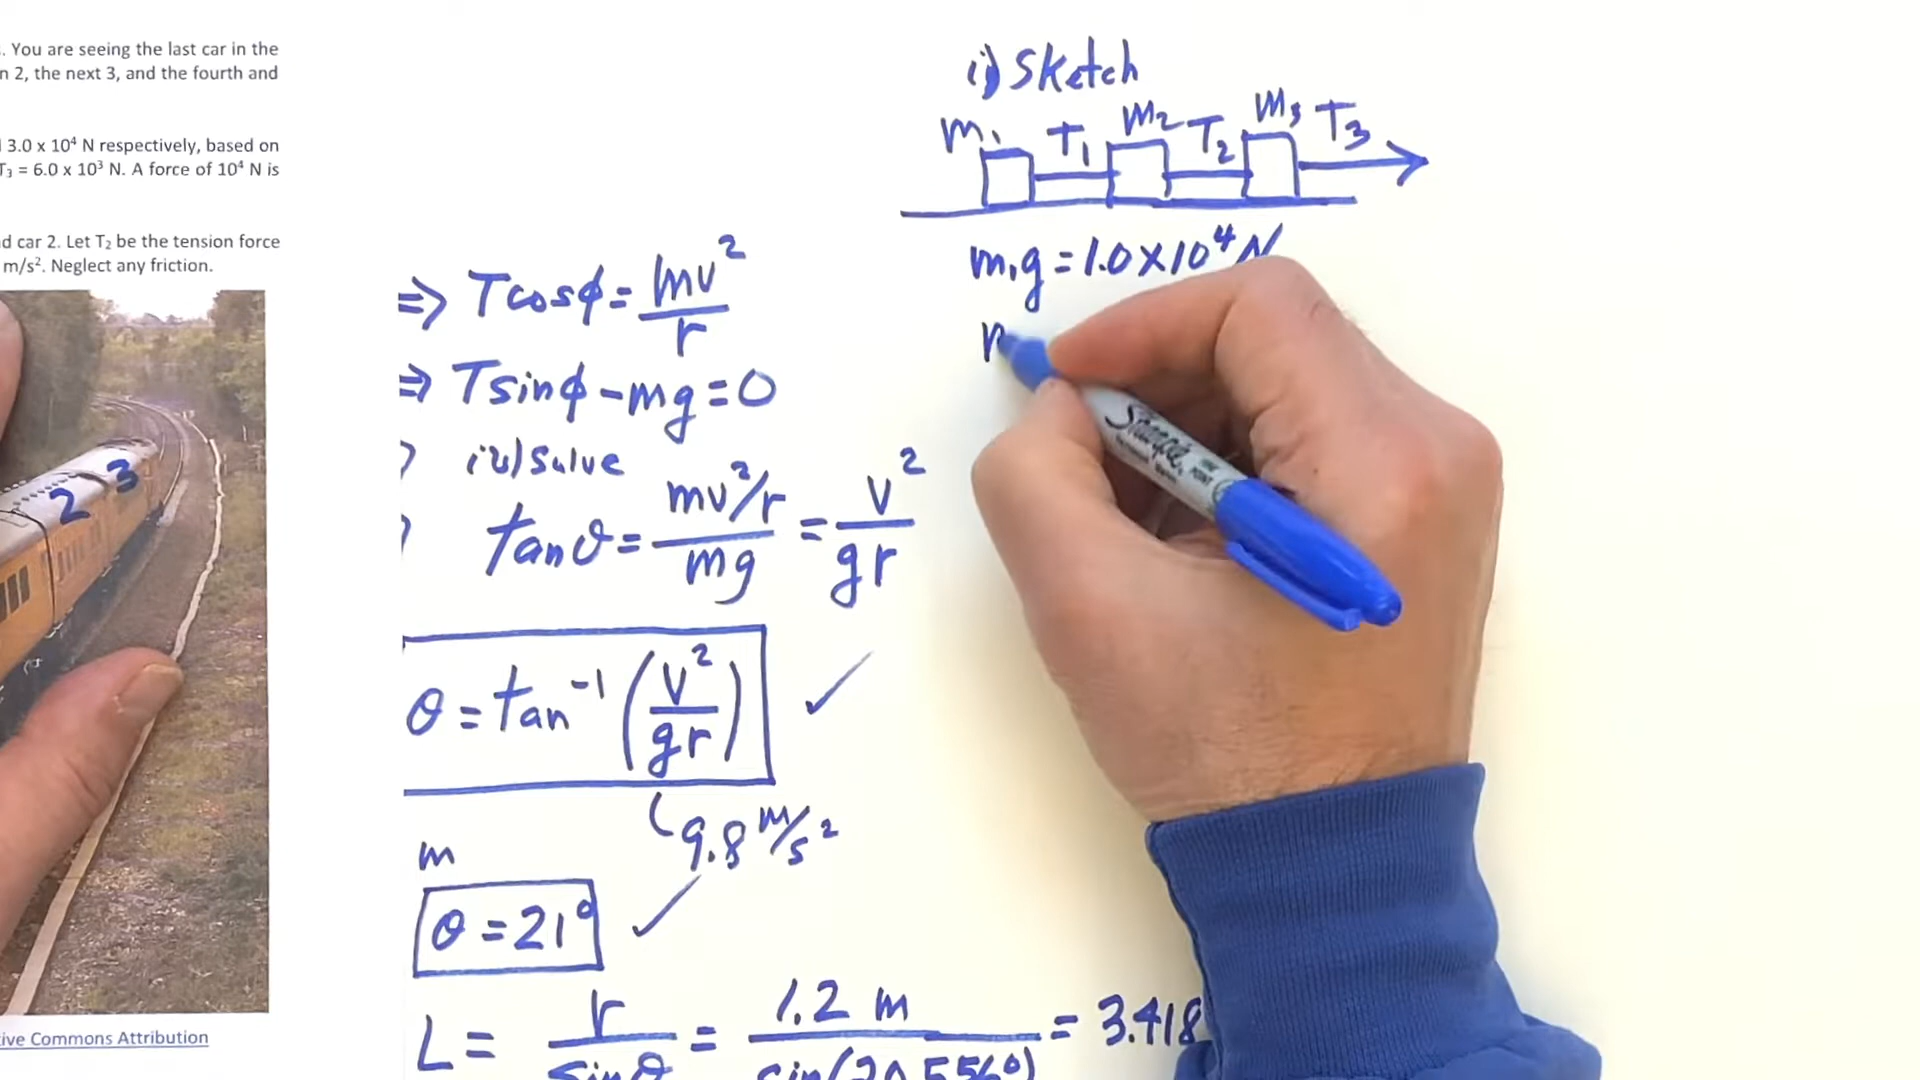 . You are seeing the last car in the
n 2, the next 3, and the fourth and
3.0 x 10⁴ N respectively, based on
T₃ = 6.0 x 10³ N. A force of 10⁴ N is
d car 2. Let T₂ be the tension force
m/s². Neglect any friction.
2 3
ive Commons Attribution
=> Tcosϕ = mv²/r
=> Tsinϕ - mg = 0
iv) solve
tanθ = (mv²/r)/mg = v²/gr
θ = tan⁻¹(v²/gr) ✓
9.8 m/s²
m
θ = 21° ✓
L = r/sinθ = 1.2 m/sin(20.556°) = 3.418
i) Sketch
m₁ T₁ m₂ T₂ m₃ T₃
m₁g = 1.0 x 10⁴ N
Sharpie